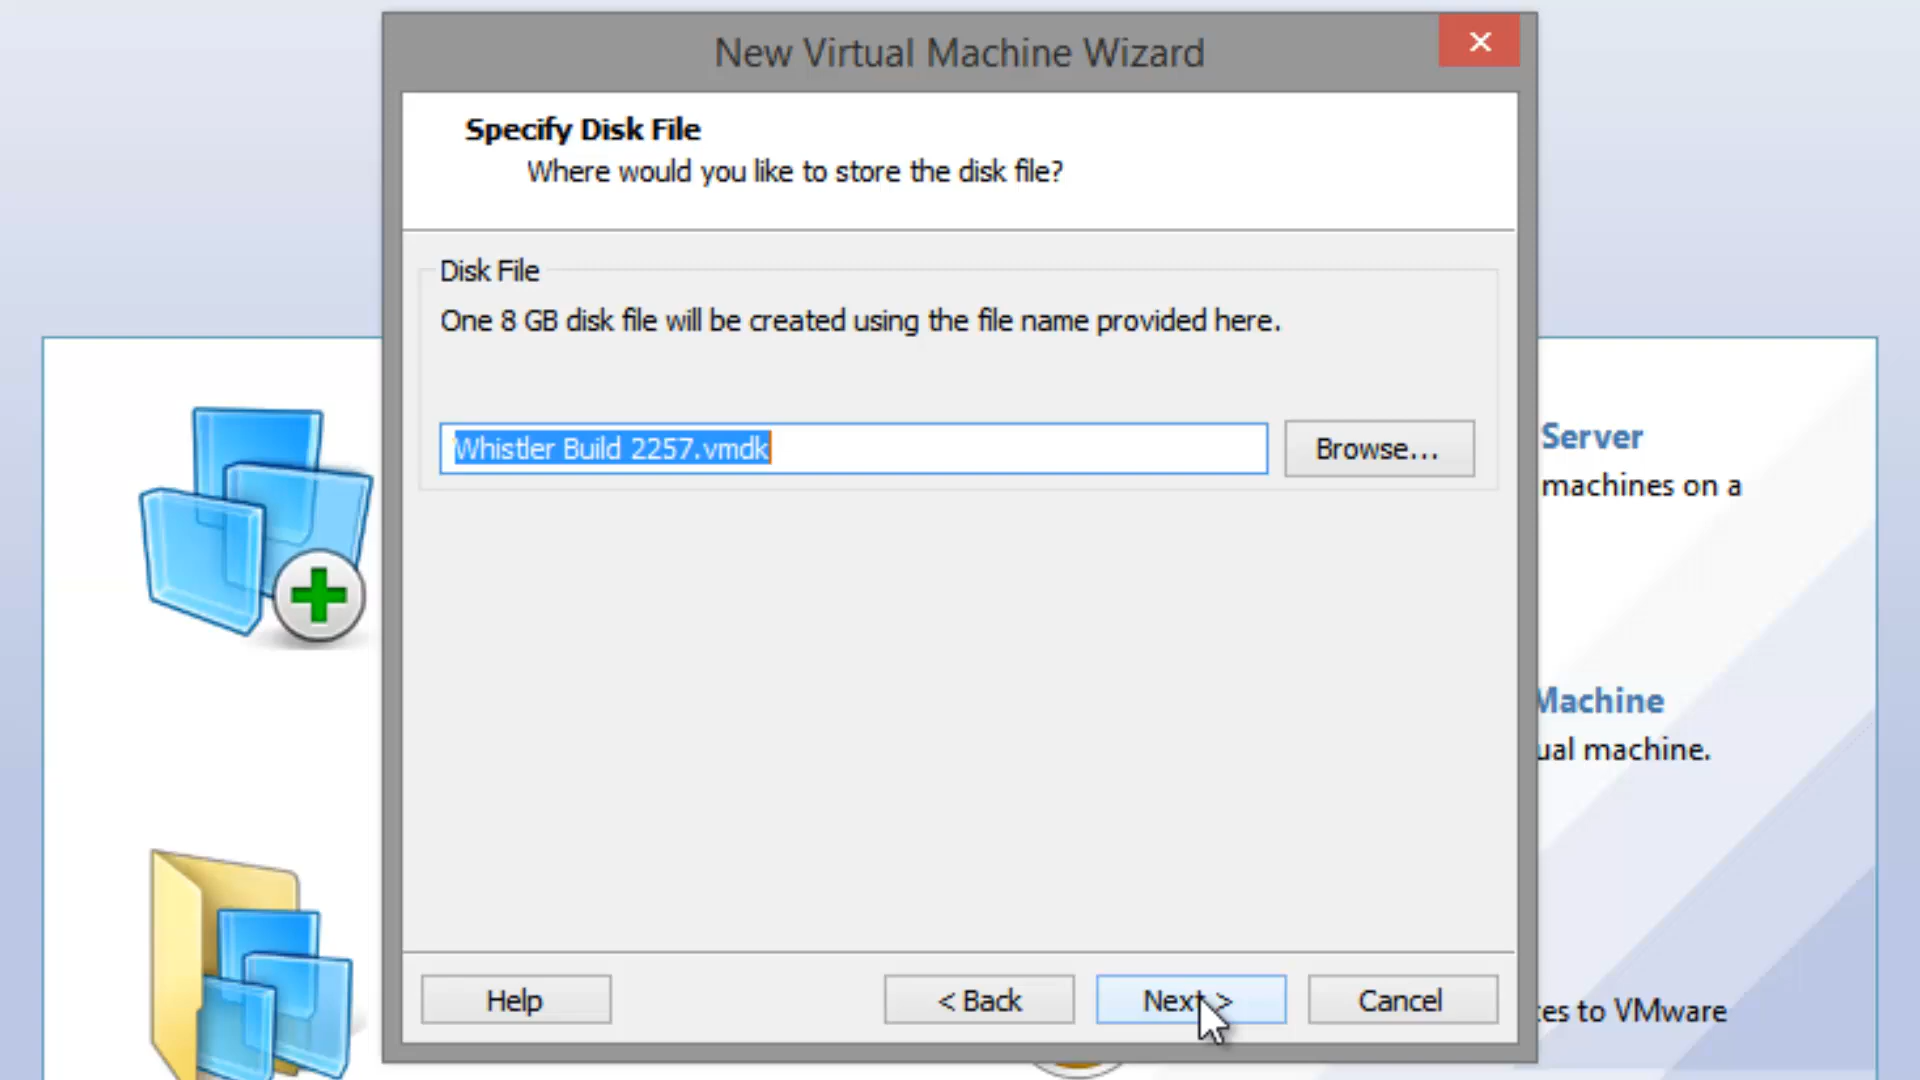 New Virtual Machine Wizard
Specify Disk File
Where would you like to store the disk file?
Disk File
One 8 GB disk file will be created using the file name provided here.
Whistler Build 2257.vmdk
Browse...
Server
machines on a
Machine
ual machine.
tes to VMware
Help
< Back
Next >
Cancel